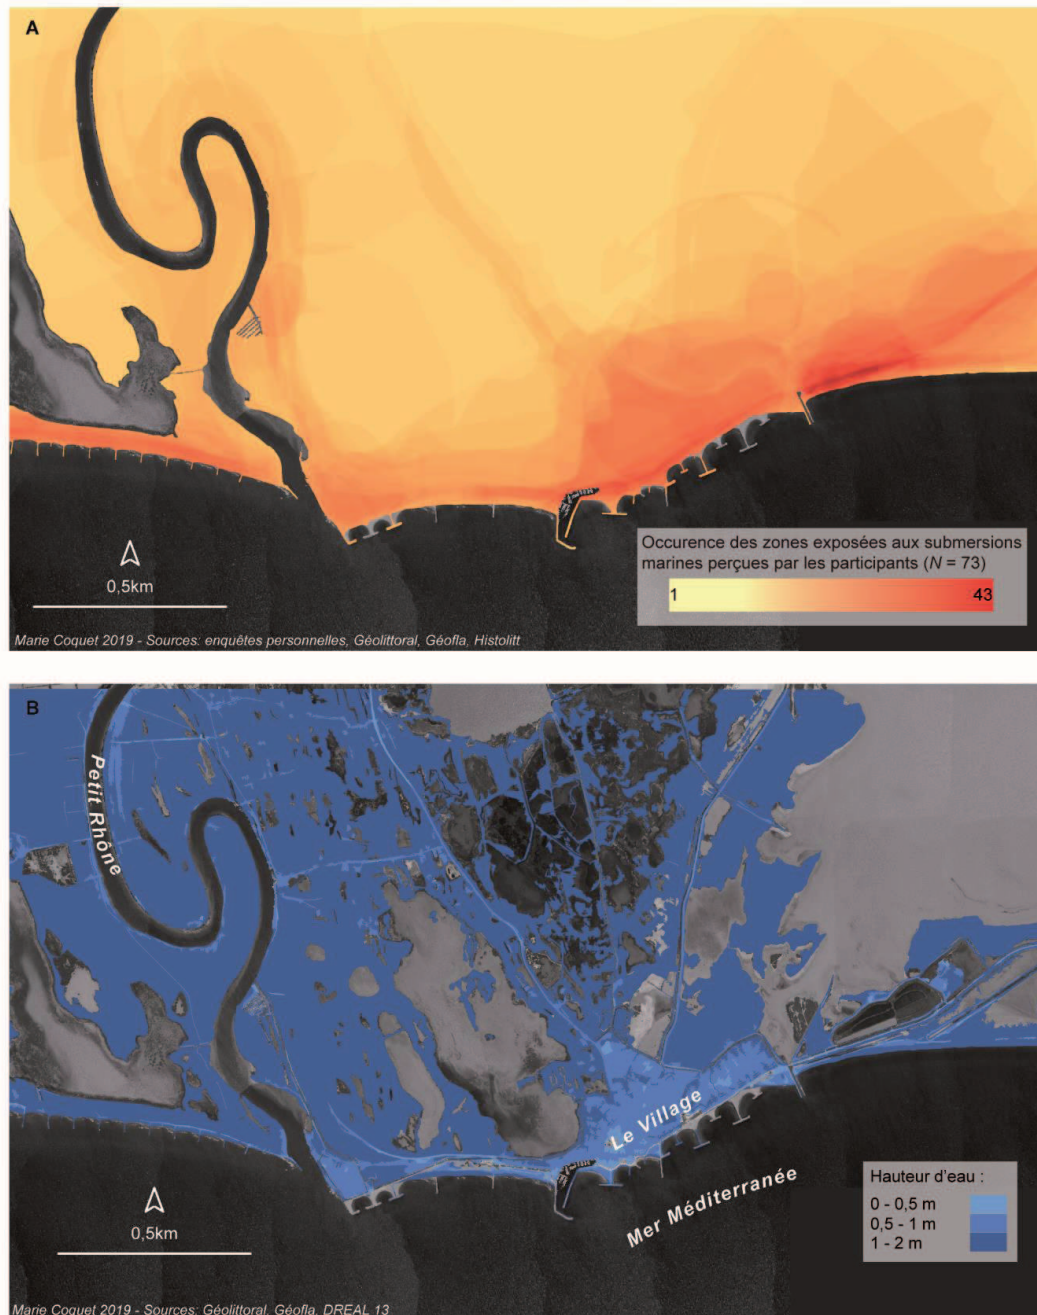 A
0,5km
Occurence des zones exposées aux submersions
marines perçues par les participants (N = 73)
1 43
Marie Coquet 2019 - Sources: enquêtes personnelles, Géolittoral, Géofla, Histolitt
B
Petit Rhône
Le Village
Mer Méditerranée
0,5km
Hauteur d'eau :
0 - 0,5 m
0,5 - 1 m
1 - 2 m
Marie Coquet 2019 - Sources: Géolittoral, Géofla, DREAL 13